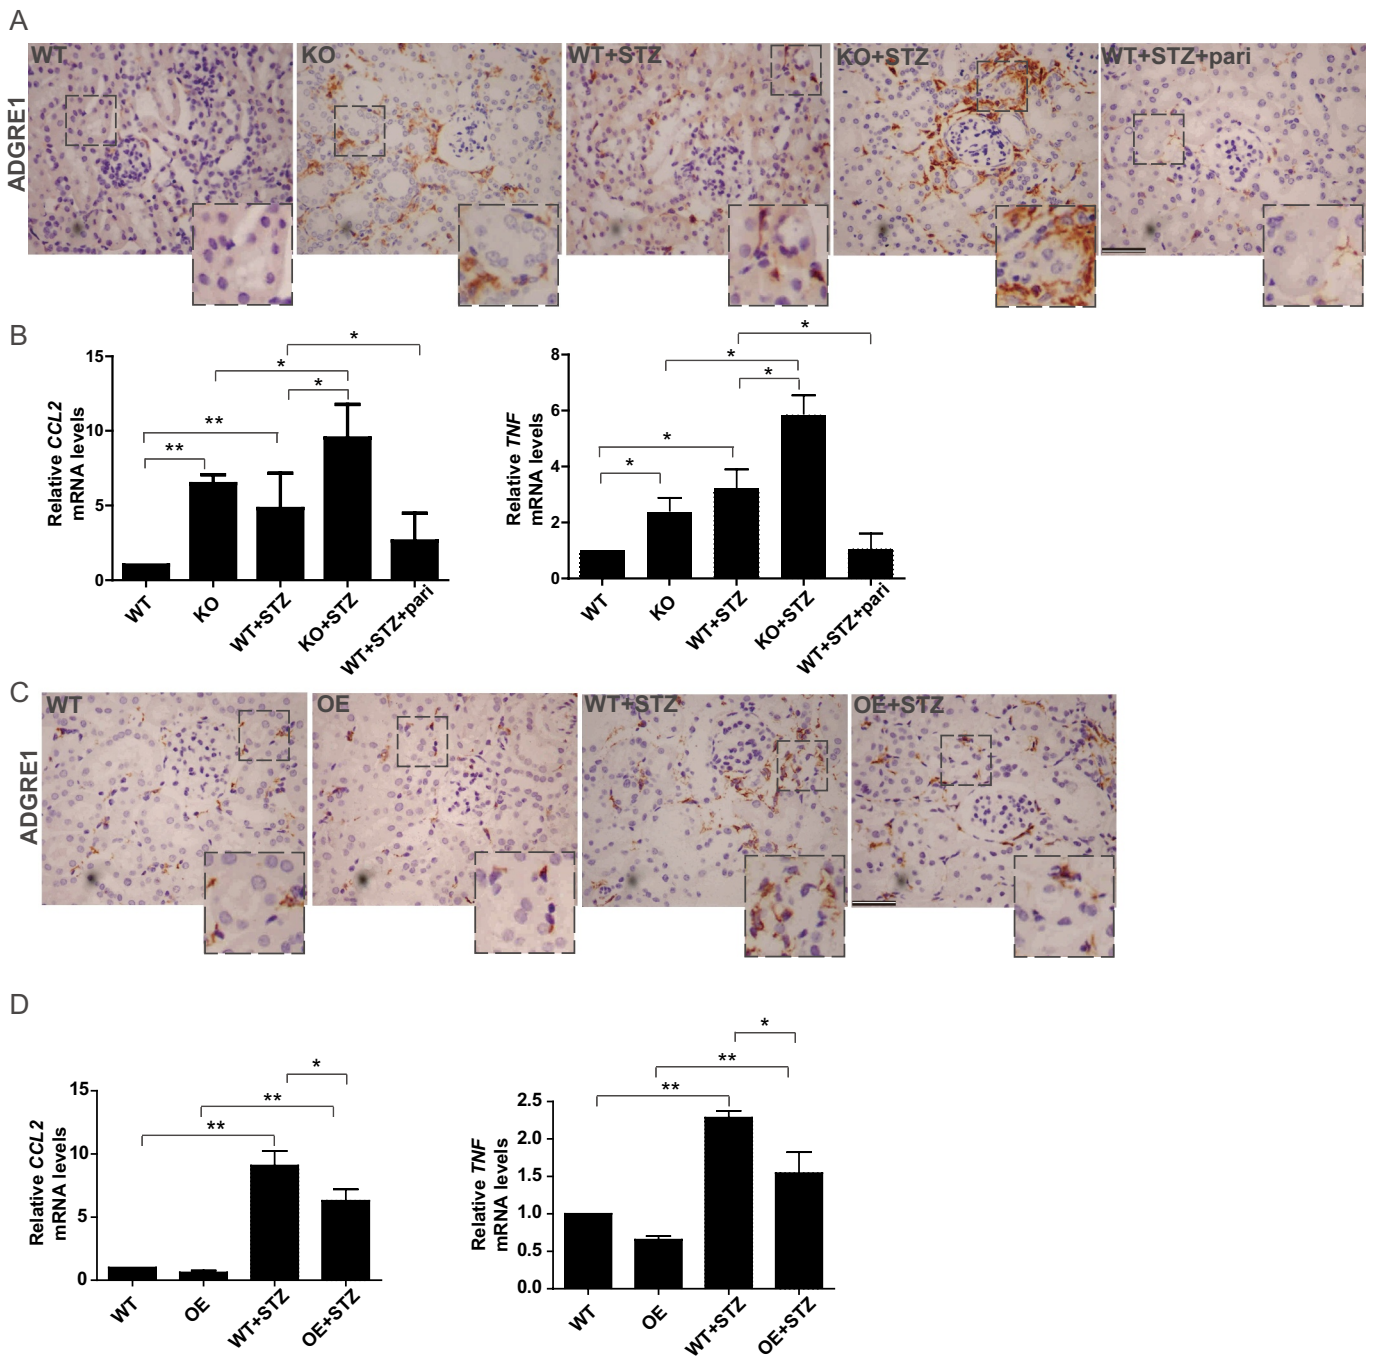 A
WT
KO
WT+STZ
KO+STZ
WT+STZ+pari
ADGRE1
B
Relative CCL2
mRNA levels
15
10
5
0
**
**
*
*
*
WT
KO
WT+STZ
KO+STZ
WT+STZ+pari
Relative TNF
mRNA levels
8
6
4
2
0
*
*
*
*
*
WT
KO
WT+STZ
KO+STZ
WT+STZ+pari
C
WT
OE
WT+STZ
OE+STZ
ADGRE1
D
Relative CCL2
mRNA levels
15
10
5
0
**
**
*
WT
OE
WT+STZ
OE+STZ
Relative TNF
mRNA levels
2.5
2.0
1.5
1.0
0.5
0.0
**
**
*
WT
OE
WT+STZ
OE+STZ